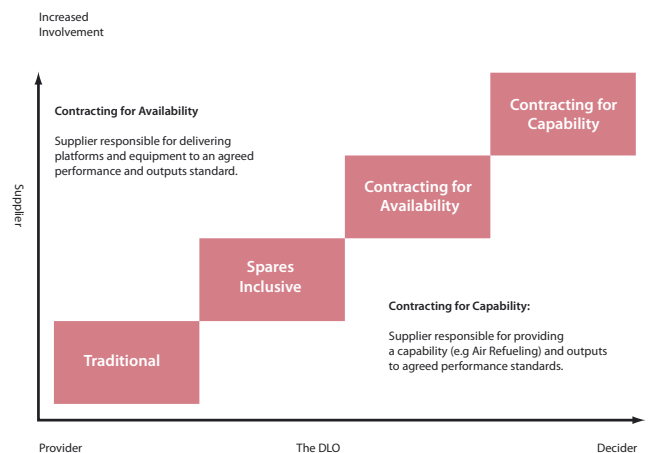 Increased
Involvement
Contracting for Availability
Supplier responsible for delivering
platforms and equipment to an agreed
performance and outputs standard.
Contracting for
Capability
Contracting for
Availability
Supplier
Spares
Inclusive
Contracting for Capability:
Supplier responsible for providing
a capability (e.g Air Refueling) and outputs
to agreed performance standards.
Traditional
Provider
The DLO
Decider